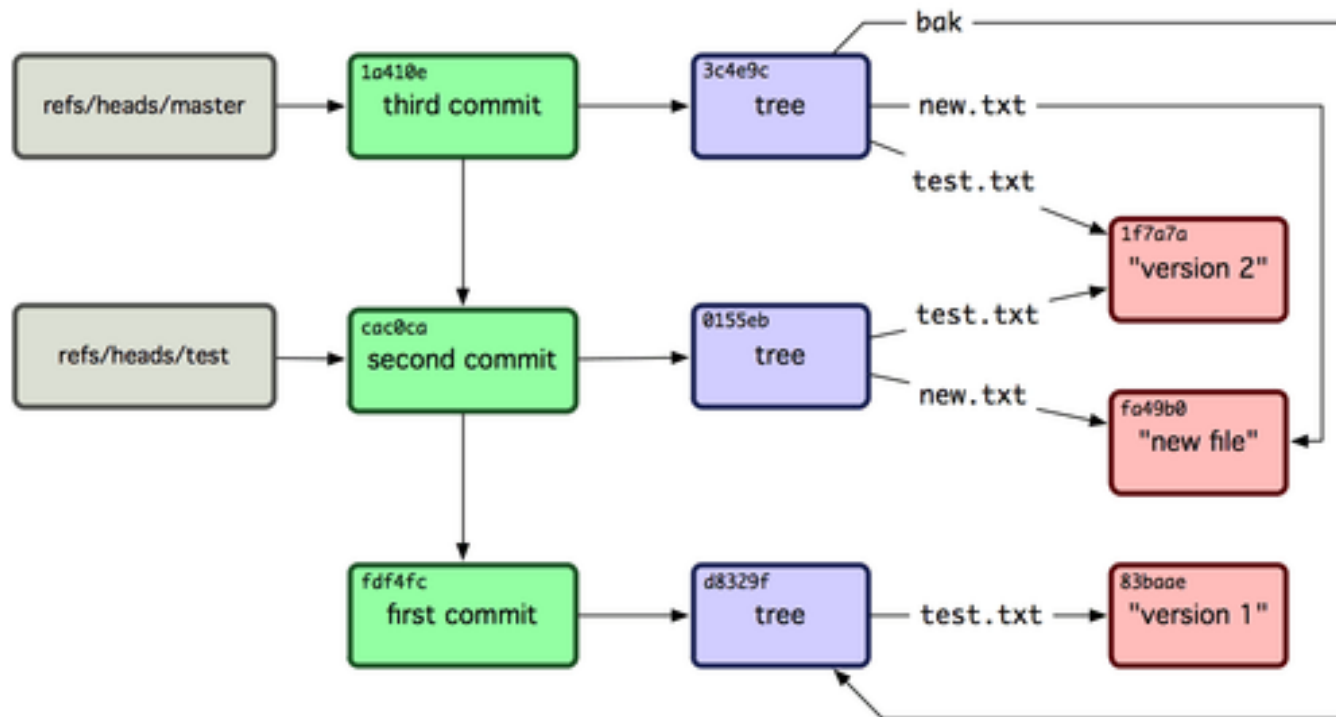 bak
refs/heads/master
1a410e
third commit
3c4e9c
tree
new.txt
test.txt
1f7a7a
"version 2"
refs/heads/test
cac0ca
second commit
0155eb
tree
test.txt
new.txt
fa49b0
"new file"
fdf4fc
first commit
d8329f
tree
test.txt
83baae
"version 1"